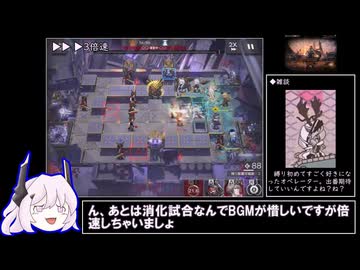 ▶▶ 3倍速
2X
◆雑談
88
縛り初めてすごく好きにな
ったオペレーター。出番期待
していいんですよね？ね？
ん、あとは消化試合なんでBGMが惜しいですが倍
速しちゃいましょ